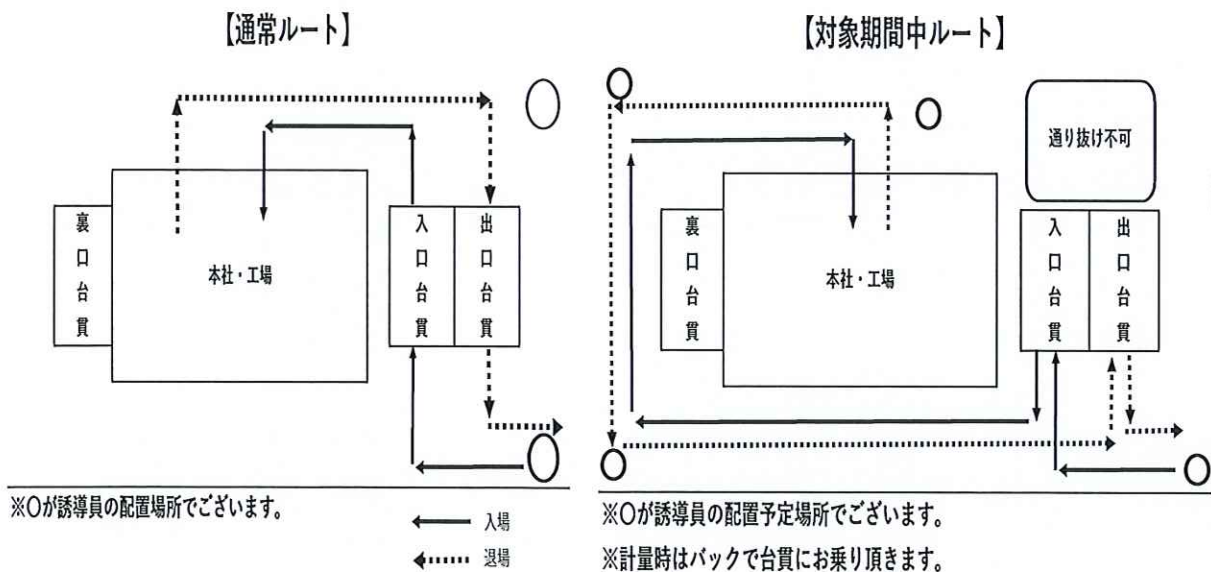 【通常ルート】
裏口台貫
本社・工場
入口台貫
出口台貫
※〇が誘導員の配置場所でございます。
入場
退場
【対象期間中ルート】
通り抜け不可
裏口台貫
本社・工場
入口台貫
出口台貫
※〇が誘導員の配置予定場所でございます。
※計量時はバックで台貫にお乗り頂きます。